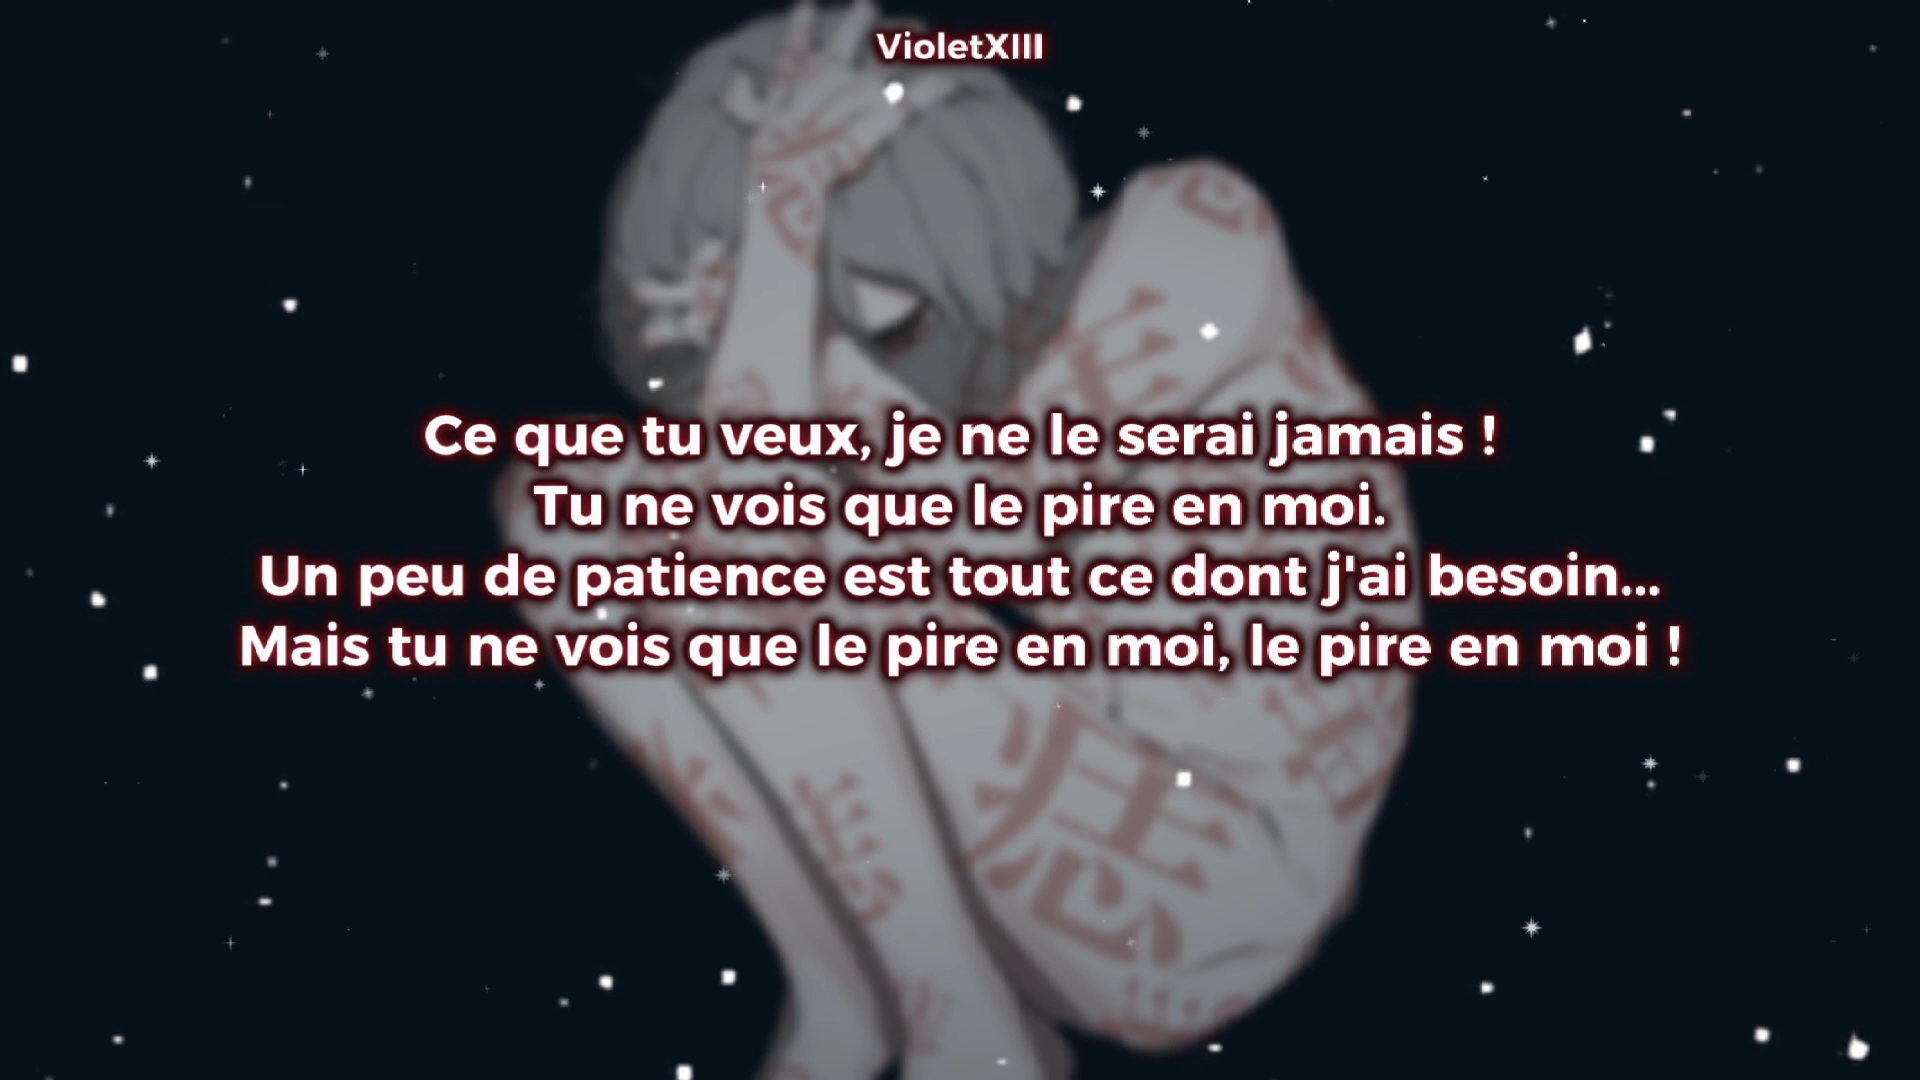 VioletXIII
Ce que tu veux, je ne le serai jamais !
Tu ne vois que le pire en moi.
Un peu de patience est tout ce dont j'ai besoin...
Mais tu ne vois que le pire en moi, le pire en moi !